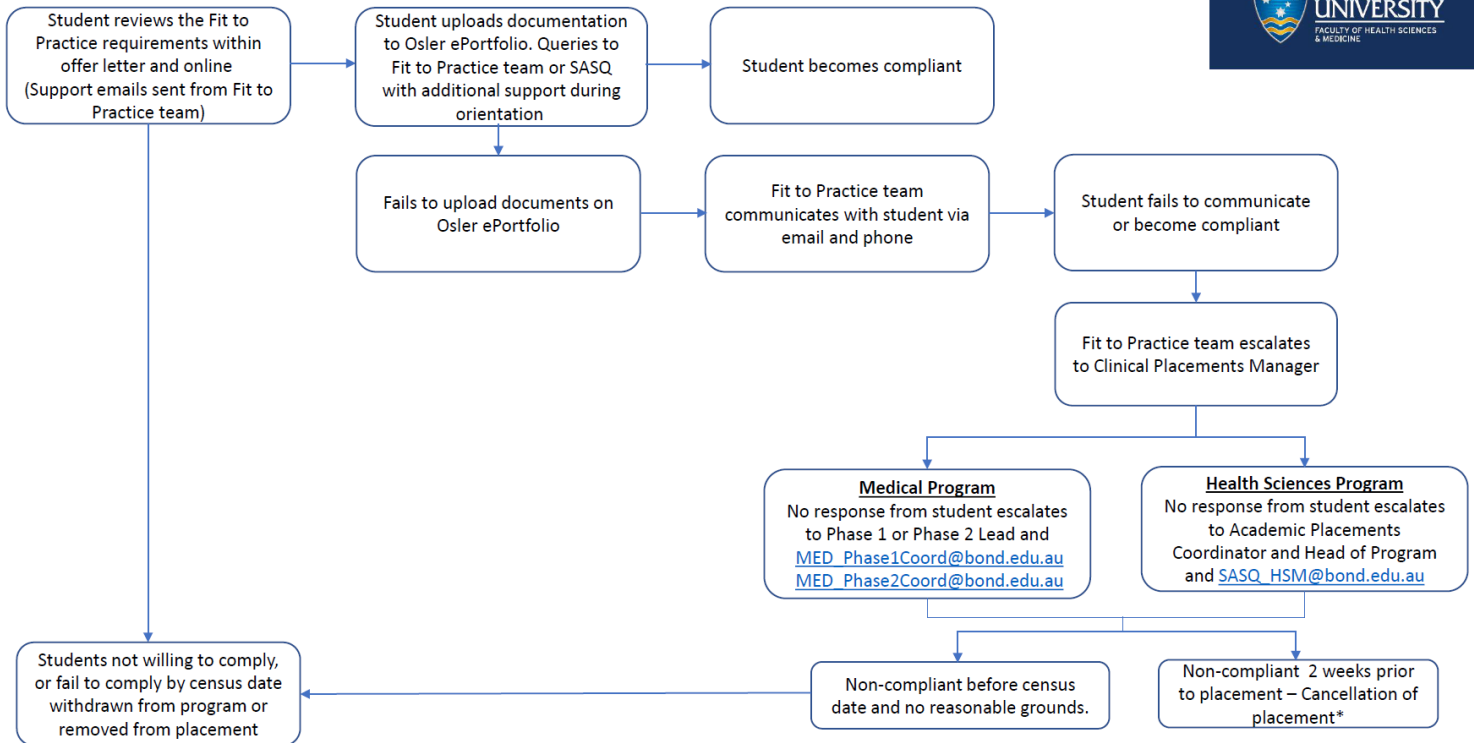 UNIVERSITY
FACULTY OF HEALTH SCIENCES
& MEDICINE
Student reviews the Fit to
Practice requirements within
offer letter and online
(Support emails sent from Fit to
Practice team)
Student uploads documentation
to Osler ePortfolio. Queries to
Fit to Practice team or SASQ
with additional support during
orientation
Student becomes compliant
Fails to upload documents on
Osler ePortfolio
Fit to Practice team
communicates with student via
email and phone
Student fails to communicate
or become compliant
Fit to Practice team escalates
to Clinical Placements Manager
Medical Program
No response from student escalates
to Phase 1 or Phase 2 Lead and
MED_Phase1Coord@bond.edu.au
MED_Phase2Coord@bond.edu.au
Health Sciences Program
No response from student escalates
to Academic Placements
Coordinator and Head of Program
and SASQ_HSM@bond.edu.au
Students not willing to comply,
or fail to comply by census date
withdrawn from program or
removed from placement
Non-compliant before census
date and no reasonable grounds.
Non-compliant 2 weeks prior
to placement – Cancellation of
placement*